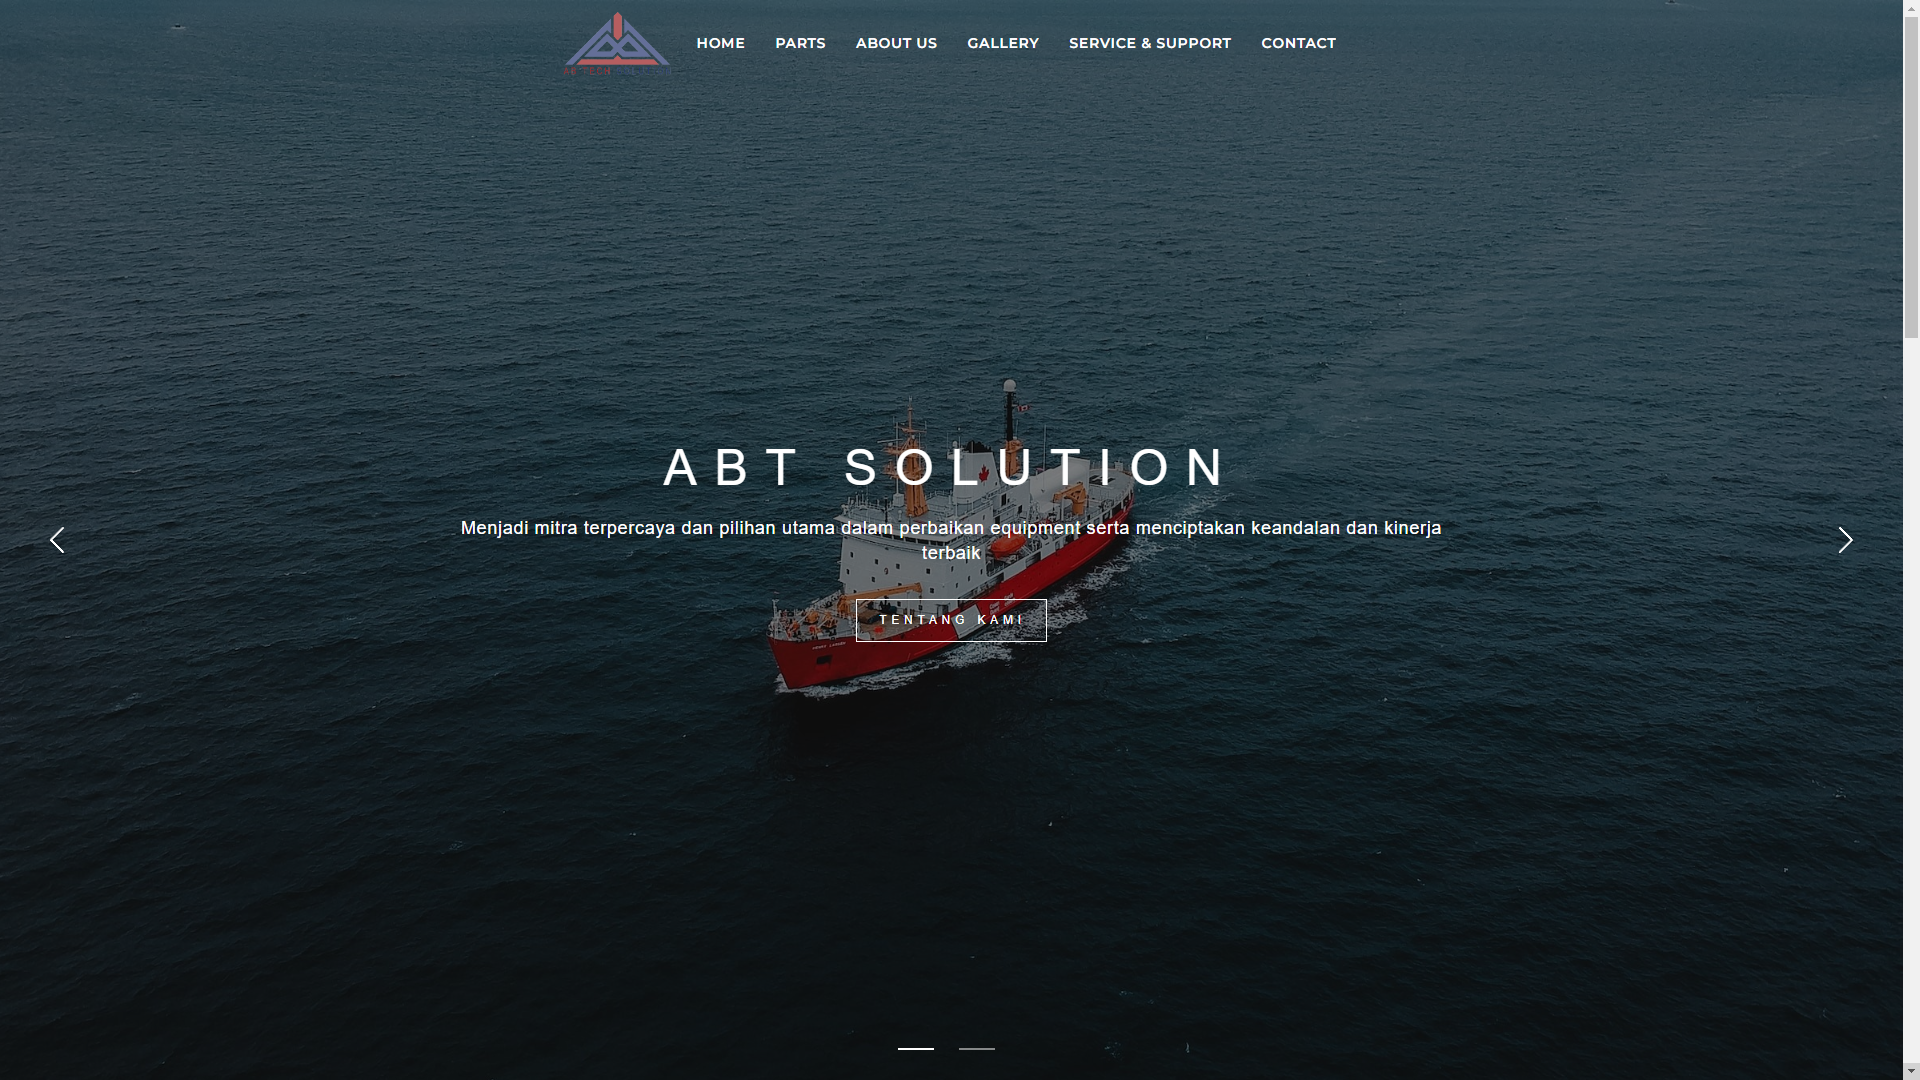 HOME PARTS ABOUT US GALLERY SERVICE & SUPPORT CONTACT
ABT SOLUTION
Menjadi mitra terpercaya dan pilihan utama dalam perbaikan equipment serta menciptakan keandalan dan kinerja
terbaik
TENTANG KAMI